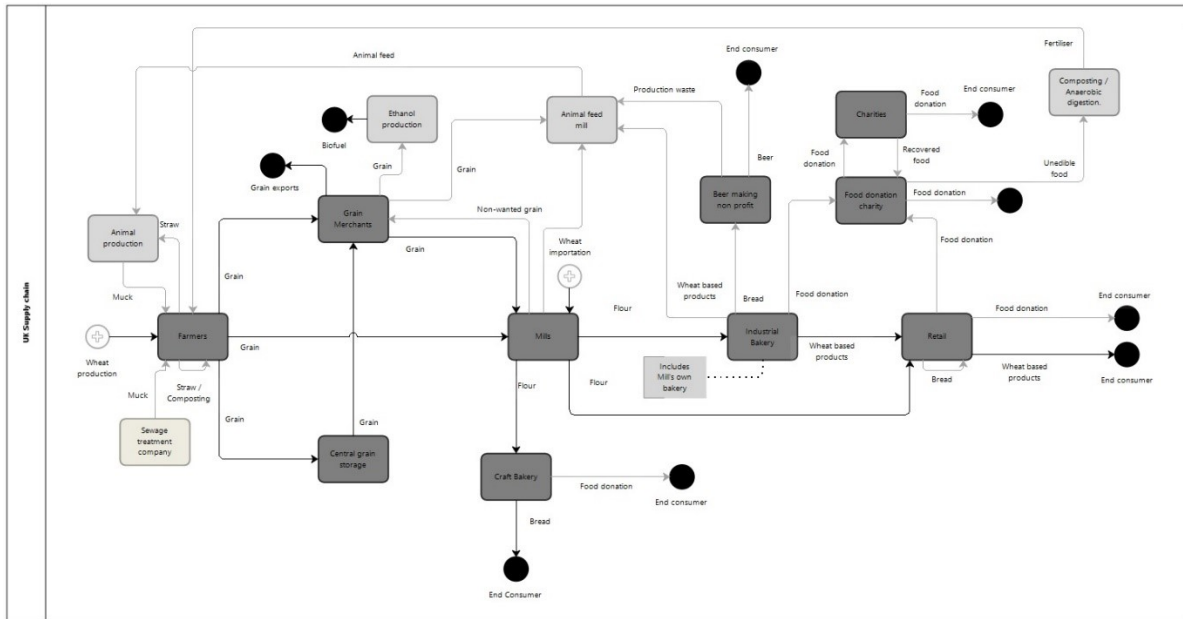 UK Supply chain
Fertiliser
Animal feed
End consumer
Composting /
Anaerobic
digestion.
Production waste
Food
donation
End consumer
Ethanol
production
Animal feed
mill
Charities
Biofuel
Beer
Food
donation
Recovered
food
Unedible
food
Grain
Grain
Grain exports
Beer making
non profit
Food donation
charity
Food donation
Grain
Merchants
Non-wanted grain
Straw
Animal
production
Grain
Wheat
importation
Food donation
Grain
Wheat based
products
Bread
Food donation
Muck
Flour
End consumer
Food donation
Farmers
Mills
Industrial
Bakery
Retail
Grain
Wheat
production
Wheat based
products
Wheat based
products
End consumer
Includes
Mill's own
bakery
Straw /
Composting
Flour
Flour
Bread
Muck
Grain
Grain
Sewage
treatment
company
Central grain
storage
Craft Bakery
Food donation
End consumer
Bread
End Consumer